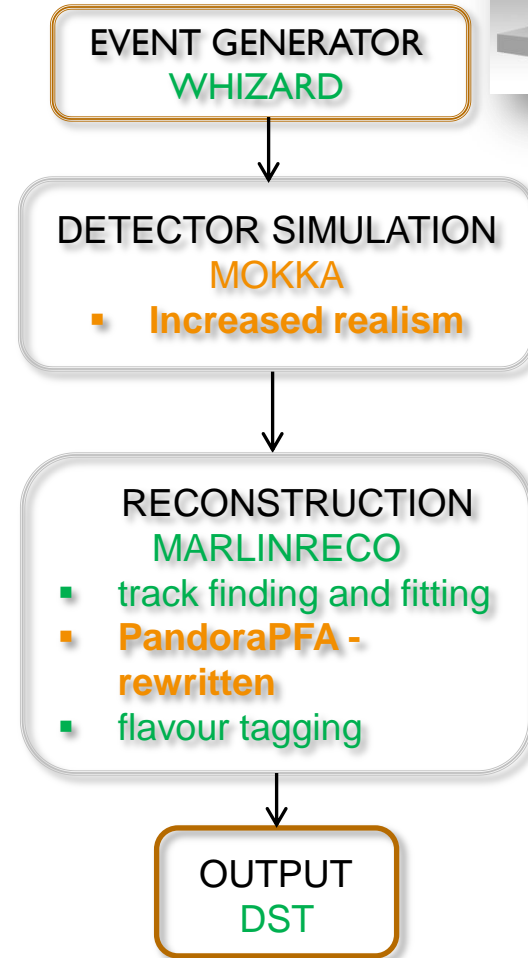 EVENT GENERATOR
WHIZARD
DETECTOR SIMULATION
MOKKA
▪ Increased realism
RECONSTRUCTION
MARLINRECO
▪ track finding and fitting
▪ PandoraPFA -
rewritten
▪ flavour tagging
OUTPUT
DST